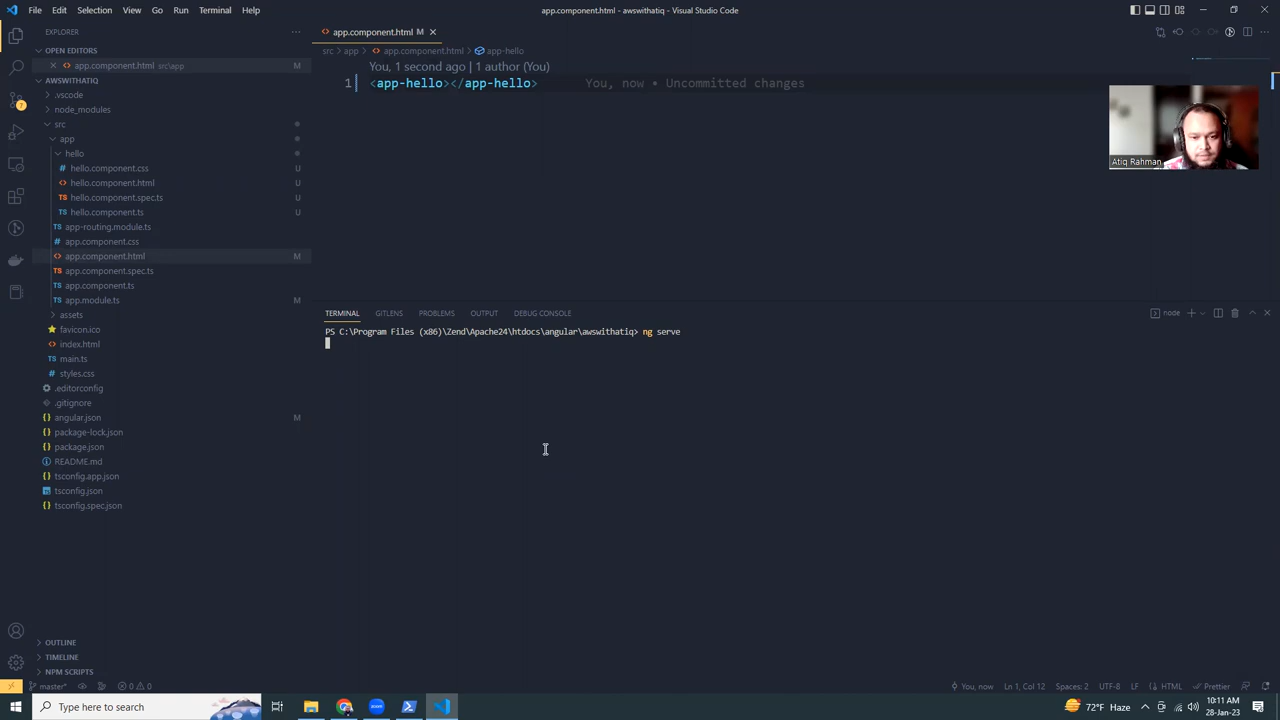 File Edit Selection View Go Run Terminal Help
app.component.html - awswithatiq - Visual Studio Code
EXPLORER
OPEN EDITORS
app.component.html src\app M
AWSWITHATIQ
.vscode
node_modules
src
app
hello
hello.component.css U
hello.component.html U
hello.component.spec.ts U
hello.component.ts U
app-routing.module.ts
app.component.css
app.component.html M
app.component.spec.ts
app.component.ts
app.module.ts M
assets
favicon.ico
index.html
main.ts
styles.css
.editorconfig
.gitignore
angular.json M
package-lock.json
package.json
README.md
tsconfig.app.json
tsconfig.json
tsconfig.spec.json
OUTLINE
TIMELINE
NPM SCRIPTS
7
app.component.html M
src > app > app.component.html > app-hello
You, 1 second ago | 1 author (You)
1 <app-hello></app-hello> You, now • Uncommitted changes
Atiq Rahman
TERMINAL GITLENS PROBLEMS OUTPUT DEBUG CONSOLE
node
PS C:\Program Files (x86)\Zend\Apache24\htdocs\angular\awswithatiq> ng serve
master* 0 0
You, now Ln 1, Col 12 Spaces: 2 UTF-8 LF HTML Prettier
Type here to search
zoom
72°F Haze
10:11 AM
28-Jan-23